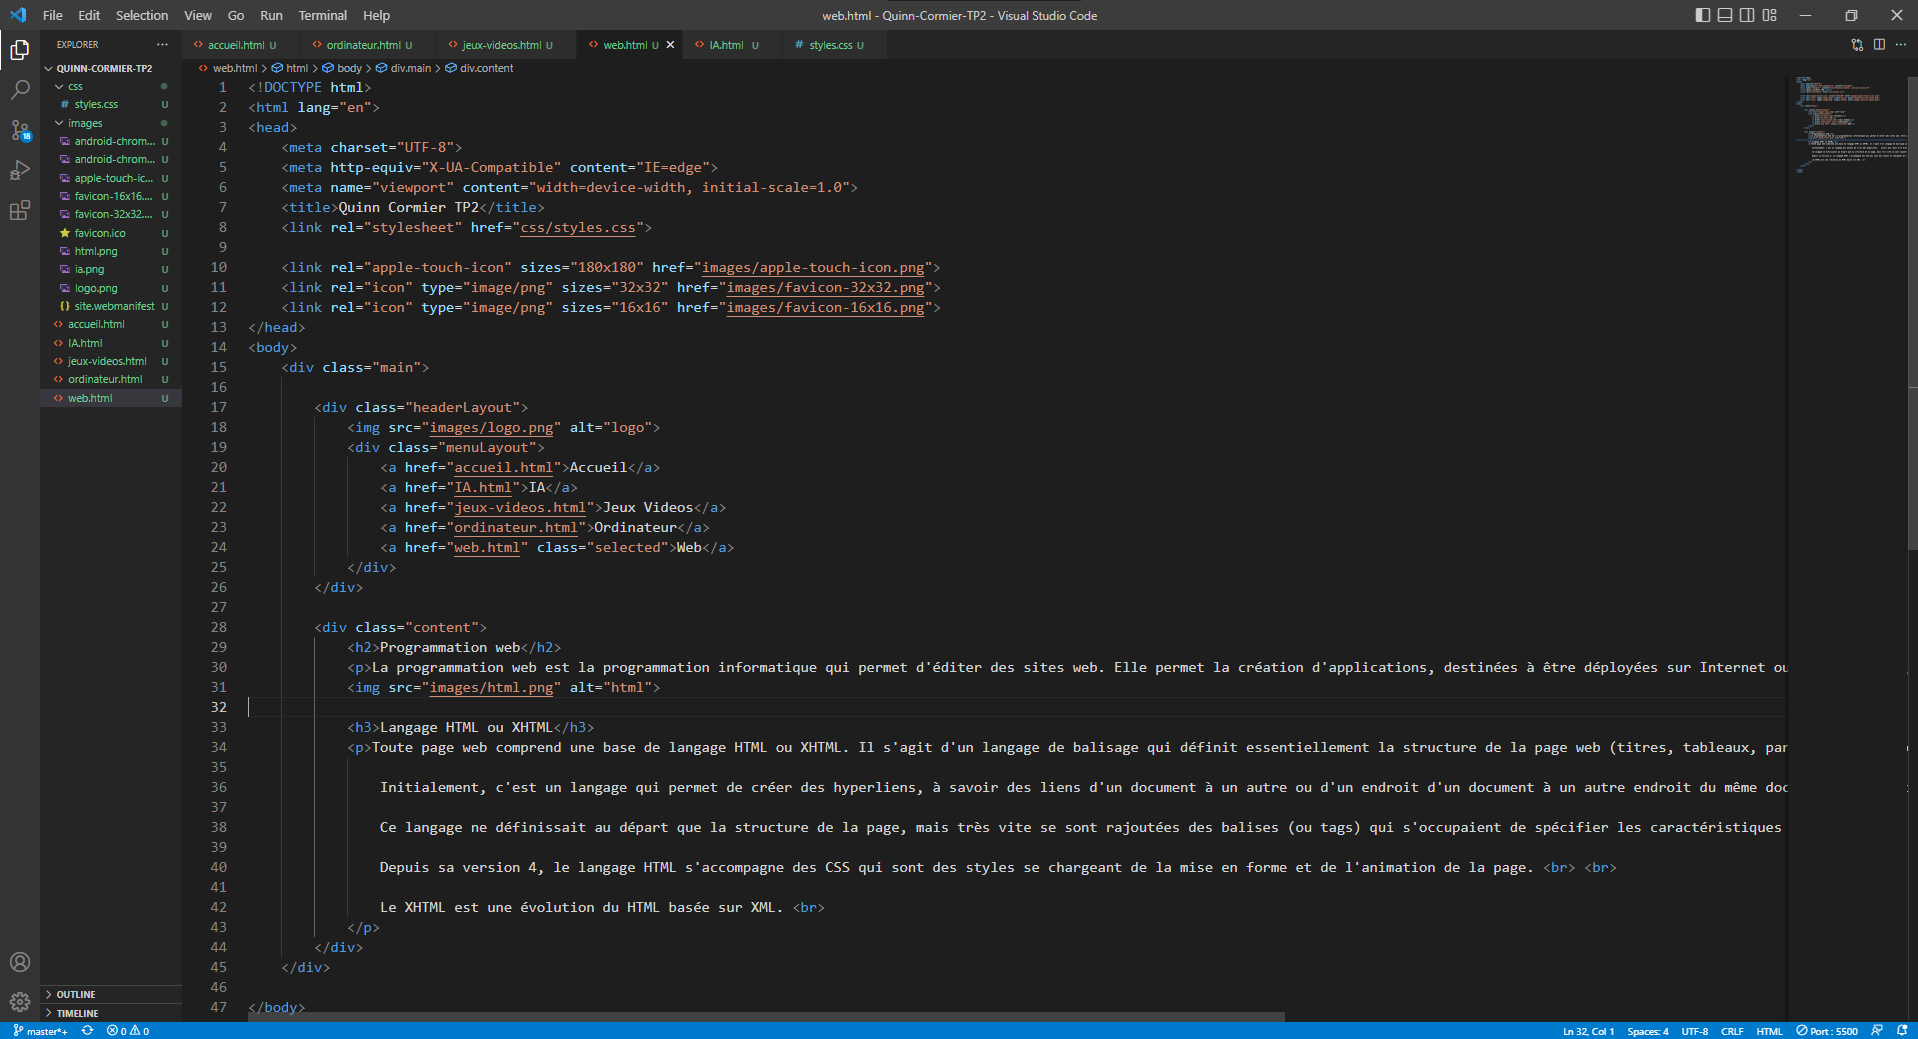 File Edit Selection View Go Run Terminal Help
web.html - Quinn-Cormier-TP2 - Visual Studio Code
EXPLORER
QUINN-CORMIER-TP2
css
styles.css U
images
android-chrom... U
android-chrom... U
apple-touch-ic... U
favicon-16x16.... U
favicon-32x32.... U
favicon.ico U
html.png U
ia.png U
logo.png U
site.webmanifest U
accueil.html U
IA.html U
jeux-videos.html U
ordinateur.html U
web.html U
OUTLINE
TIMELINE
18
accueil.html U ordinateur.html U jeux-videos.html U web.html U IA.html U # styles.css U
web.html > html > body > div.main > div.content
1 <!DOCTYPE html>
2 <html lang="en">
3 <head>
4 <meta charset="UTF-8">
5 <meta http-equiv="X-UA-Compatible" content="IE=edge">
6 <meta name="viewport" content="width=device-width, initial-scale=1.0">
7 <title>Quinn Cormier TP2</title>
8 <link rel="stylesheet" href="css/styles.css">
9
10 <link rel="apple-touch-icon" sizes="180x180" href="images/apple-touch-icon.png">
11 <link rel="icon" type="image/png" sizes="32x32" href="images/favicon-32x32.png">
12 <link rel="icon" type="image/png" sizes="16x16" href="images/favicon-16x16.png">
13 </head>
14 <body>
15 <div class="main">
16
17 <div class="headerLayout">
18 <img src="images/logo.png" alt="logo">
19 <div class="menuLayout">
20 <a href="accueil.html">Accueil</a>
21 <a href="IA.html">IA</a>
22 <a href="jeux-videos.html">Jeux Videos</a>
23 <a href="ordinateur.html">Ordinateur</a>
24 <a href="web.html" class="selected">Web</a>
25 </div>
26 </div>
27
28 <div class="content">
29 <h2>Programmation web</h2>
30 <p>La programmation web est la programmation informatique qui permet d'éditer des sites web. Elle permet la création d'applications, destinées à être déployées sur Internet ou
31 <img src="images/html.png" alt="html">
32
33 <h3>Langage HTML ou XHTML</h3>
34 <p>Toute page web comprend une base de langage HTML ou XHTML. Il s'agit d'un langage de balisage qui définit essentiellement la structure de la page web (titres, tableaux, par
35
36 Initialement, c'est un langage qui permet de créer des hyperliens, à savoir des liens d'un document à un autre ou d'un endroit d'un document à un autre endroit du même doc
37
38 Ce langage ne définissait au départ que la structure de la page, mais très vite se sont rajoutées des balises (ou tags) qui s'occupaient de spécifier les caractéristiques
39
40 Depuis sa version 4, le langage HTML s'accompagne des CSS qui sont des styles se chargeant de la mise en forme et de l'animation de la page. <br> <br>
41
42 Le XHTML est une évolution du HTML basée sur XML. <br>
43 </p>
44 </div>
45 </div>
46
47 </body>
master*+ 0 0 Ln 32, Col 1 Spaces: 4 UTF-8 CRLF HTML Port : 5500